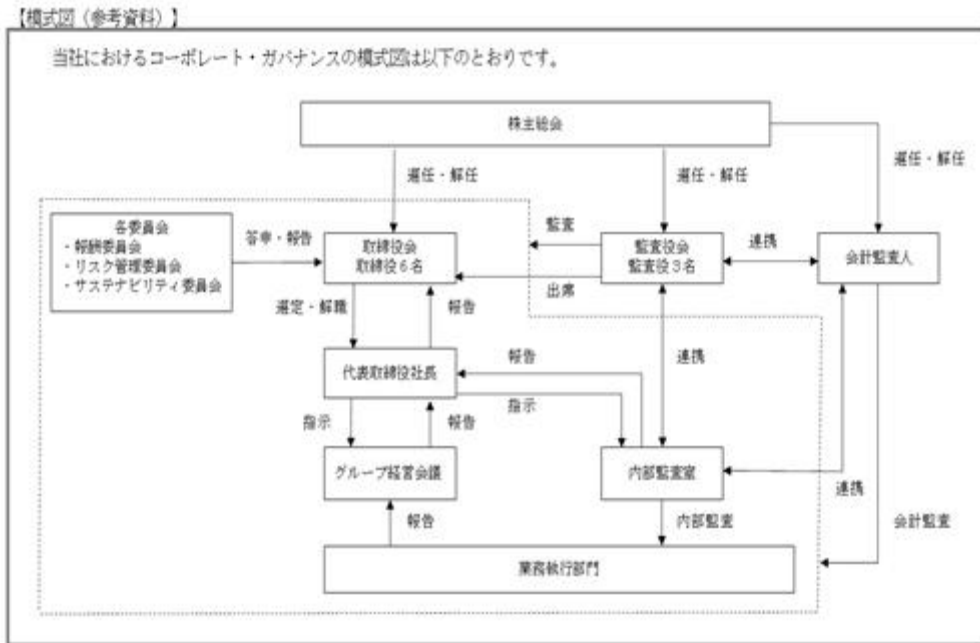 【模式図（参考資料）】
当社におけるコーポレート・ガバナンスの模式図は以下のとおりです。
株主総会
選任・解任
選任・解任
選任・解任
各委員会
・報酬委員会
・リスク管理委員会
・サステナビリティ委員会
答申・報告
取締役会
取締役６名
監査
出席
監査役会
監査役３名
連携
会計監査人
選定・解職
報告
代表取締役社長
報告
指示
連携
指示
報告
グループ経営会議
内部監査室
連携
報告
内部監査
会計監査
業務執行部門